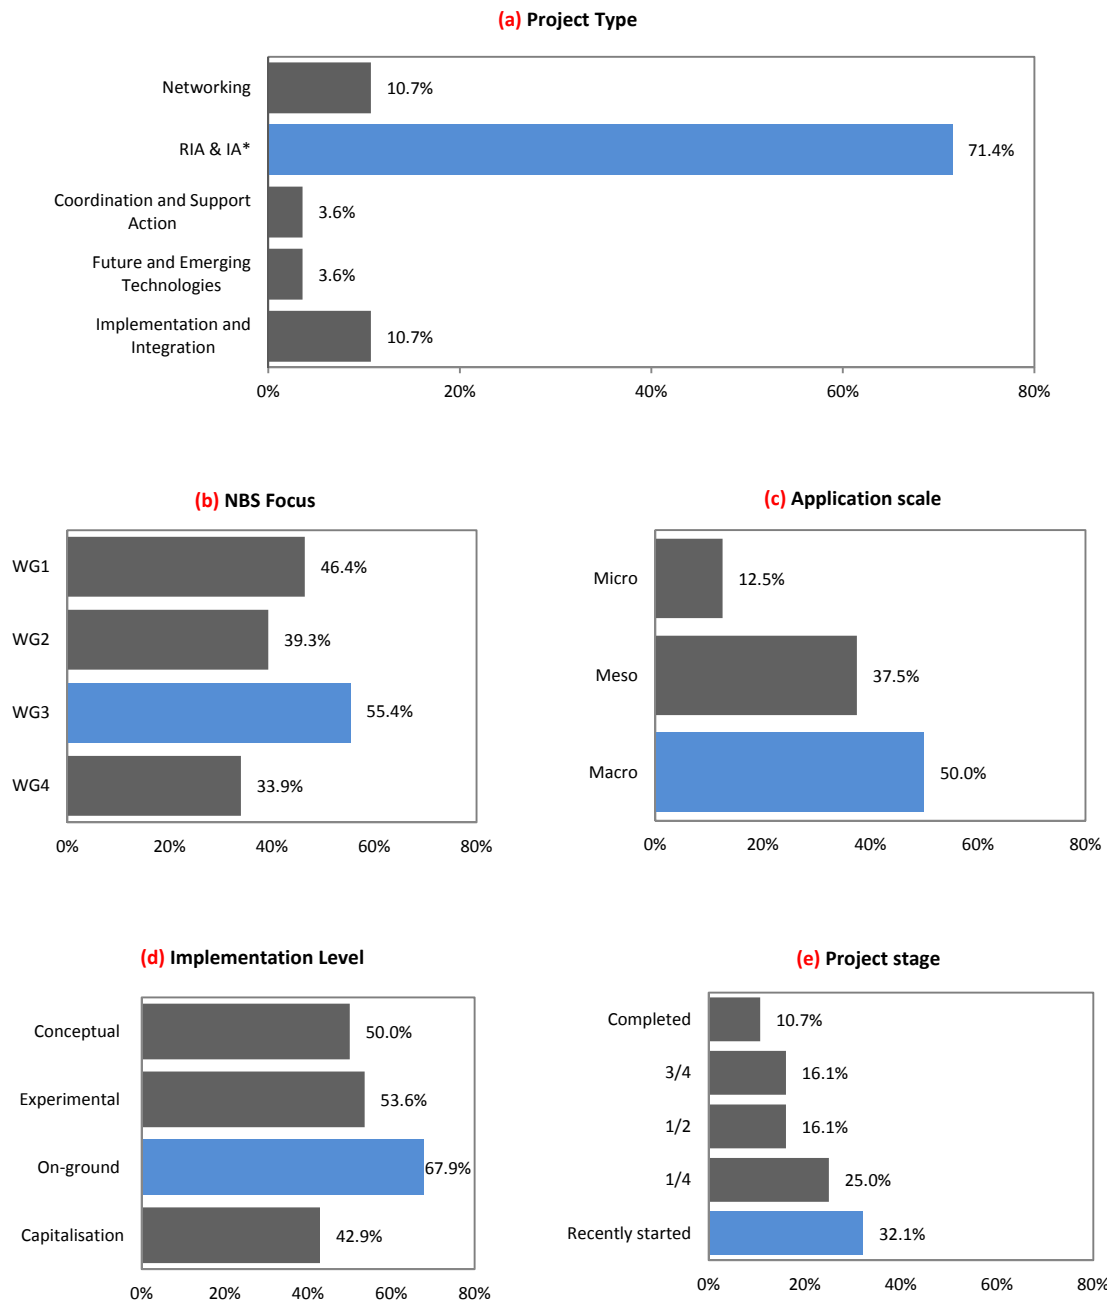 (a) Project Type
Networking
10.7%
RIA & IA*
71.4%
Coordination and Support
Action
3.6%
Future and Emerging
Technologies
3.6%
Implementation and
Integration
10.7%
0% 20% 40% 60% 80%
(b) NBS Focus
WG1
46.4%
WG2
39.3%
WG3
55.4%
WG4
33.9%
0% 20% 40% 60% 80%
(c) Application scale
Micro
12.5%
Meso
37.5%
Macro
50.0%
0% 20% 40% 60% 80%
(d) Implementation Level
Conceptual
50.0%
Experimental
53.6%
On-ground
67.9%
Capitalisation
42.9%
0% 20% 40% 60% 80%
(e) Project stage
Completed
10.7%
3/4
16.1%
1/2
16.1%
1/4
25.0%
Recently started
32.1%
0% 20% 40% 60% 80%